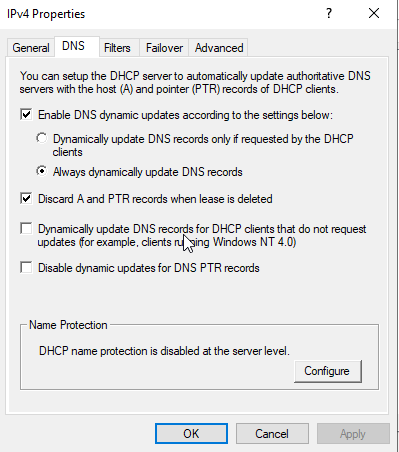 IPv4 Properties
?
General
DNS
Filters
Failover
Advanced
You can setup the DHCP server to automatically update authoritative DNS
servers with the host (A) and pointer (PTR) records of DHCP clients.
Enable DNS dynamic updates according to the settings below:
Dynamically update DNS records only if requested by the DHCP
clients
Always dynamically update DNS records
Discard A and PTR records when lease is deleted
Dynamically update DNS records for DHCP clients that do not request
updates (for example, clients running Windows NT 4.0)
Disable dynamic updates for DNS PTR records
Name Protection
DHCP name protection is disabled at the server level.
Configure
OK
Cancel
Apply